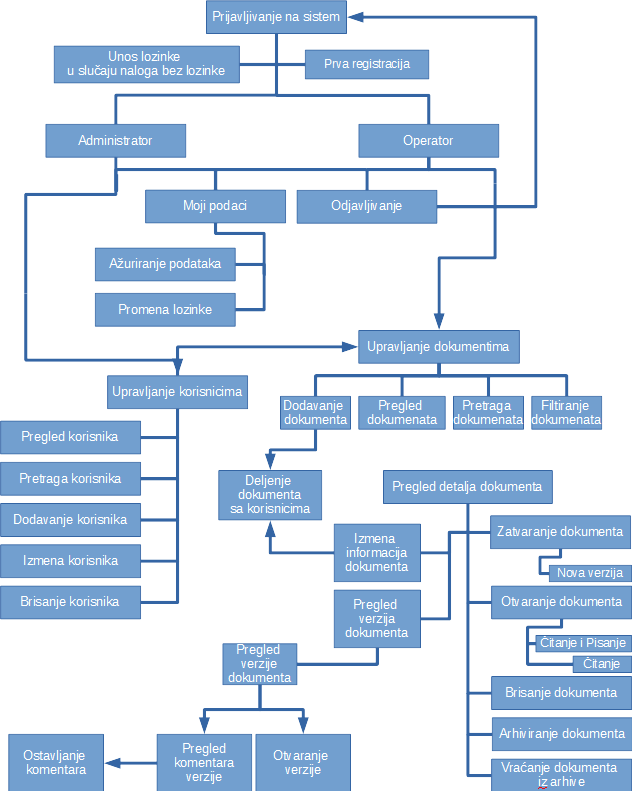 Prijavljivanje na sistem
Unos lozinke
u slučaju naloga bez lozinke
Prva registracija
Administrator
Operator
Moji podaci
Odjavljivanje
Ažuriranje podataka
Promena lozinke
Upravljanje dokumentima
Upravljanje korisnicima
Dodavanje
dokumenta
Pregled
dokumenata
Pretraga
dokumenata
Filtiranje
dokumenata
Pregled korisnika
Pretraga korisnika
Dodavanje korisnika
Izmena korisnika
Brisanje korisnika
Deljenje
dokumenta
sa korisnicima
Pregled detalja dokumenta
Izmena
informacija
dokumenta
Zatvaranje dokumenta
Nova verzija
Pregled
verzija
dokumenta
Otvaranje dokumenta
Čitanje i Pisanje
Čitanje
Pregled
verzije
dokumenta
Brisanje dokumenta
Arhiviranje dokumenta
Vraćanje dokumenta
iz arhive
Ostavljanje
komentara
Pregled
komentara
verzije
Otvaranje
verzije